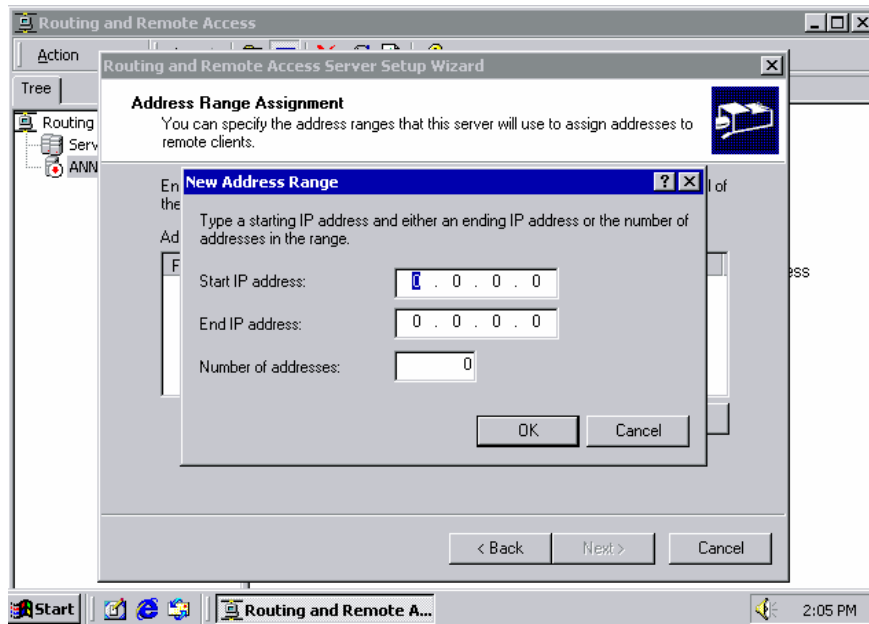 Routing and Remote Access
Action
Routing and Remote Access Server Setup Wizard
Tree
Address Range Assignment
You can specify the address ranges that this server will use to assign addresses to
remote clients.
Routing
Serv
ANN
En
l of
the
New Address Range
Type a starting IP address and either an ending IP address or the number of
addresses in the range.
Ad
F
ess
Start IP address:
0 . 0 . 0 . 0
End IP address:
0 . 0 . 0 . 0
Number of addresses:
0
OK
Cancel
< Back
Next >
Cancel
Start
Routing and Remote A...
2:05 PM